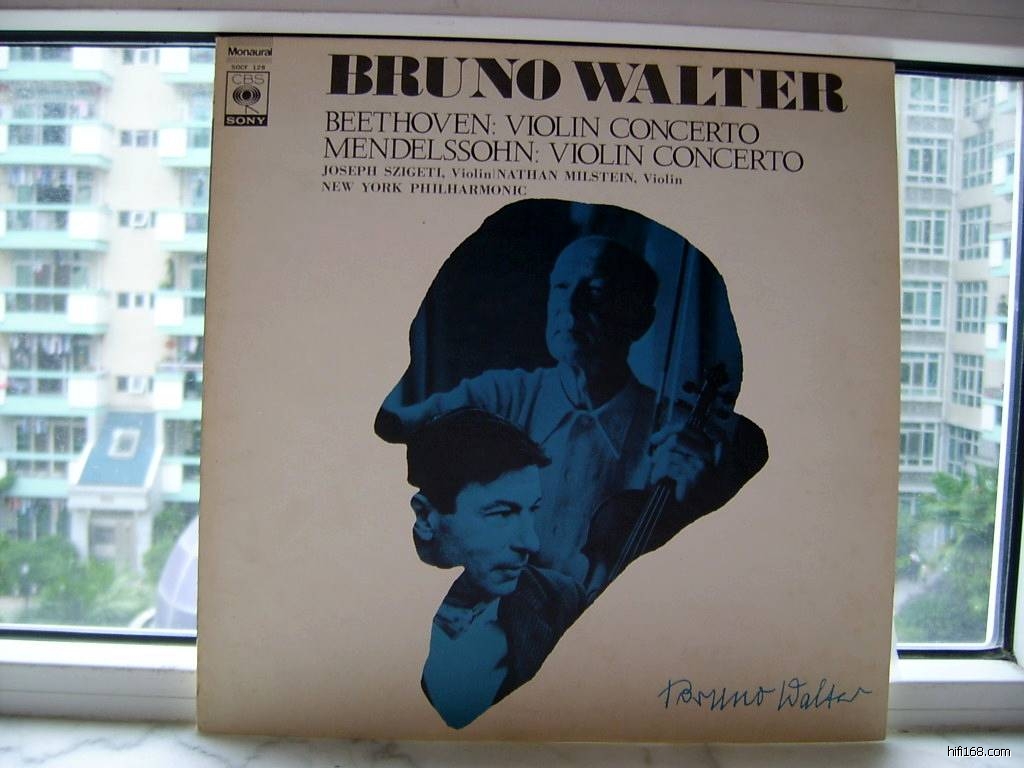 Monaural
SOCF 128
CBS
SONY
BRUNO WALTER
BEETHOVEN: VIOLIN CONCERTO
MENDELSSOHN: VIOLIN CONCERTO
JOSEPH SZIGETI, Violin/NATHAN MILSTEIN, Violin
NEW YORK PHILHARMONIC
Bruno Walter
hifi168.com